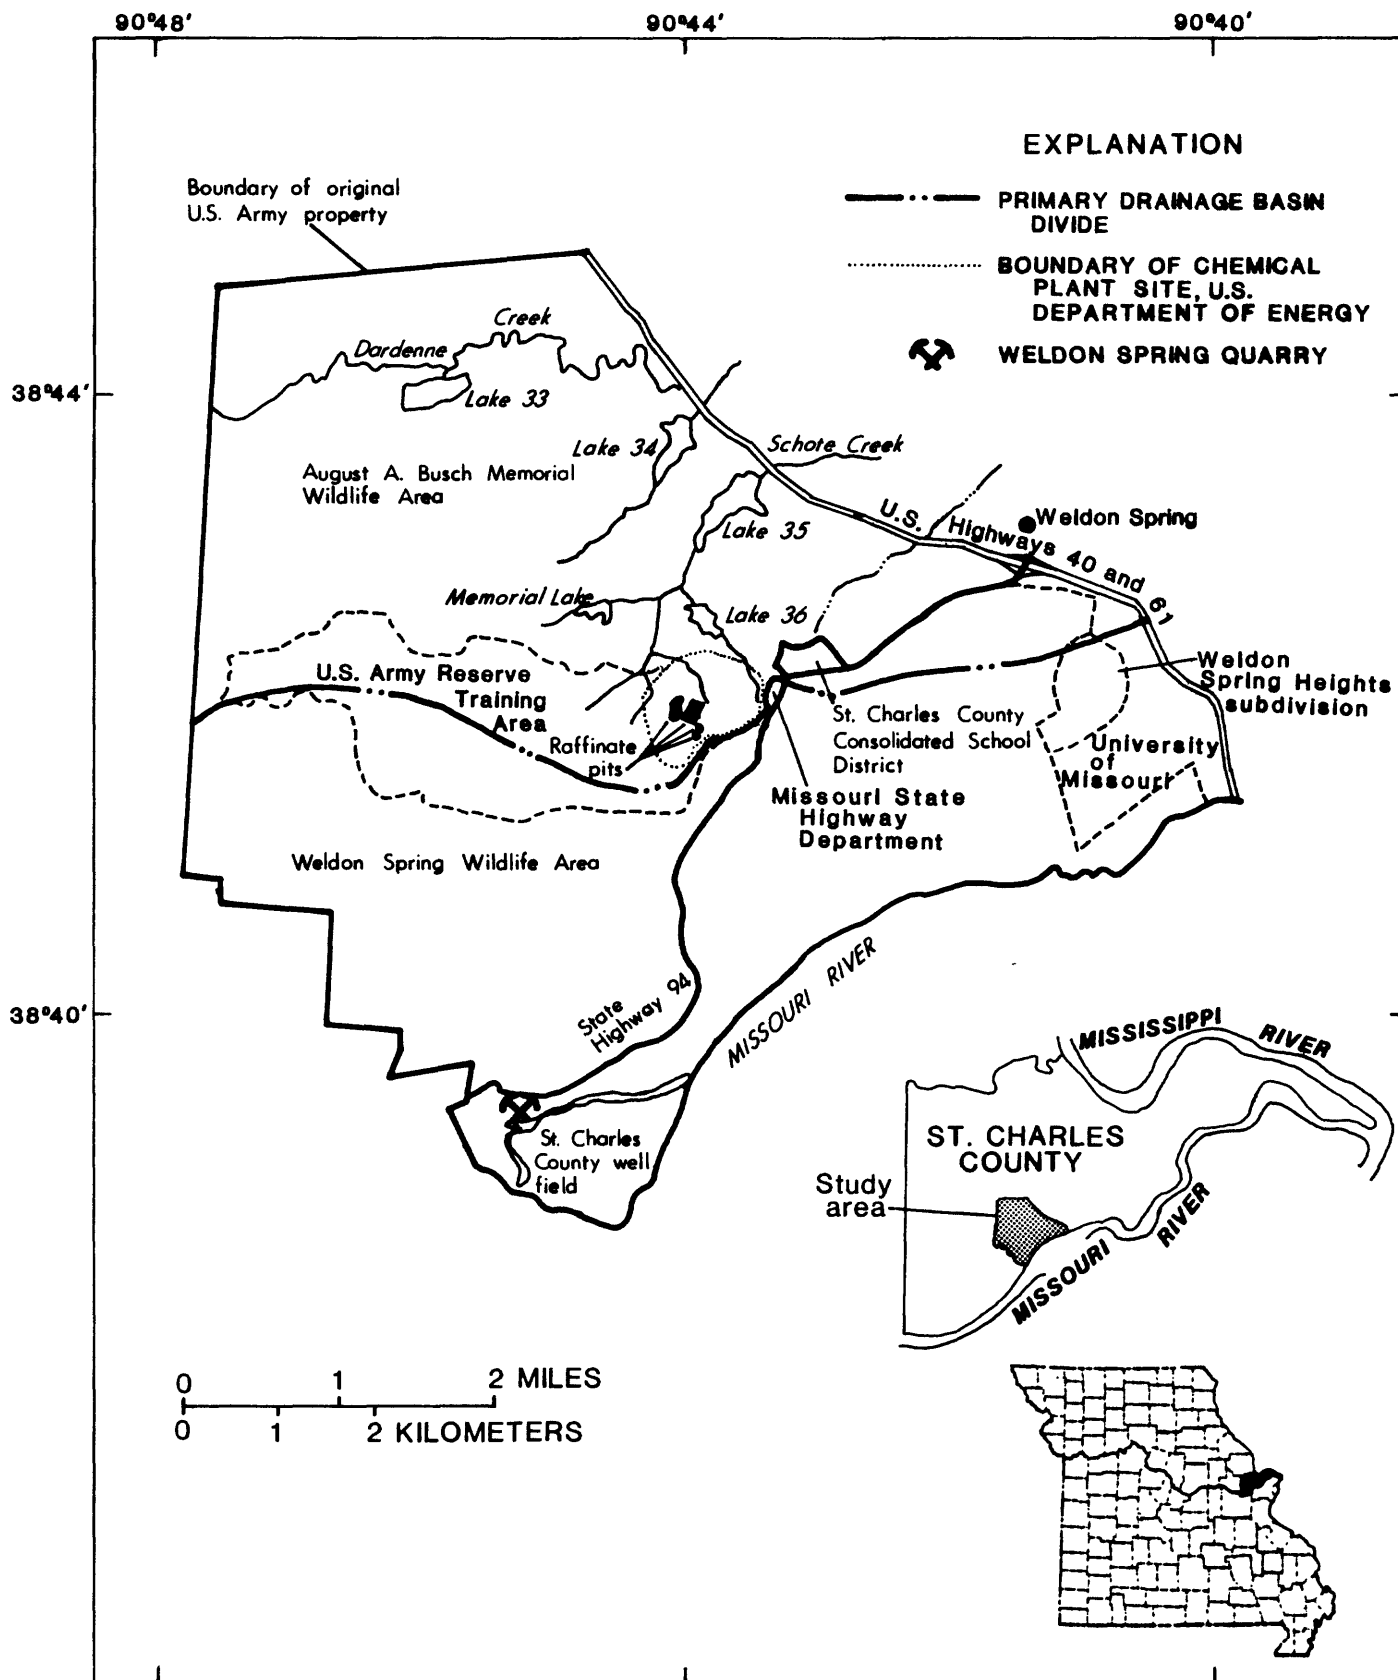 90°48' 90°44' 90°40'
EXPLANATION
PRIMARY DRAINAGE BASIN
DIVIDE
BOUNDARY OF CHEMICAL
PLANT SITE, U.S.
DEPARTMENT OF ENERGY
WELDON SPRING QUARRY
Boundary of original
U.S. Army property
Creek
Dardenne
38°44'
Lake 33
Lake 34
Schote Creek
August A. Busch Memorial
Wildlife Area
U.S. Highways 40 and 61
Weldon Spring
Lake 35
Memorial Lake
Lake 36
U.S. Army Reserve
Training
Area
Weldon
Spring Heights
subdivision
Raffinate
pits
St. Charles County
Consolidated School
District
University
of
Missouri
Missouri State
Highway
Department
Weldon Spring Wildlife Area
38°40'
State
Highway 94
MISSOURI RIVER
St. Charles
County well
field
MISSISSIPPI RIVER
ST. CHARLES
COUNTY
Study
area
MISSOURI RIVER
0 1 2 MILES
0 1 2 KILOMETERS